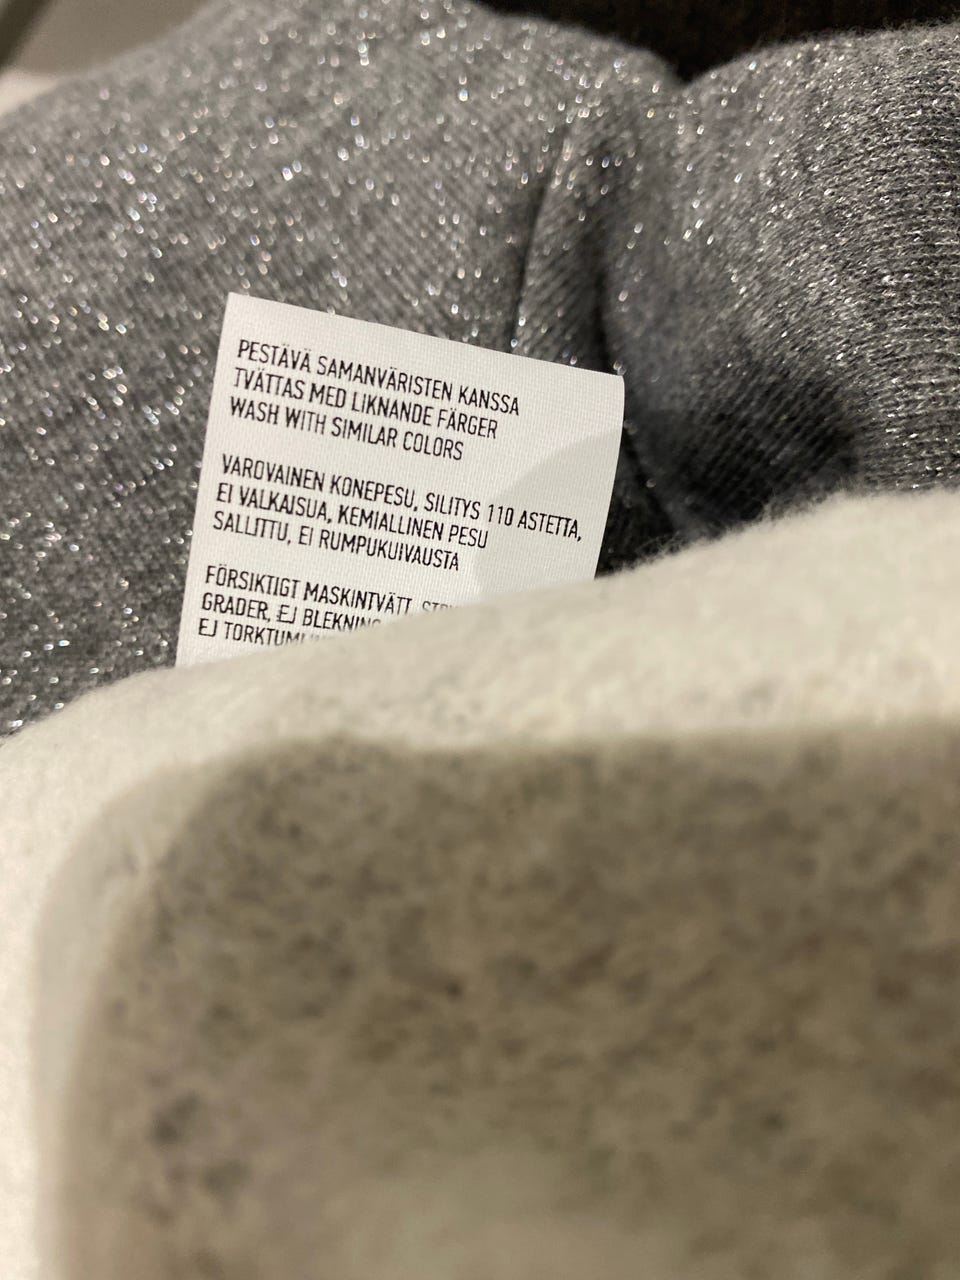 PESTÄVÄ SAMANVÄRISTEN KANSSA
TVÄTTAS MED LIKNANDE FÄRGER
WASH WITH SIMILAR COLORS
VAROVAINEN KONEPESU, SILITYS 110 ASTETTA,
EI VALKAISUA, KEMIALLINEN PESU
SALLITTU, EI RUMPUKUIVAUSTA
FÖRSIKTIGT MASKINTVÄTT,
GRADER, EJ BLEKNING
EJ